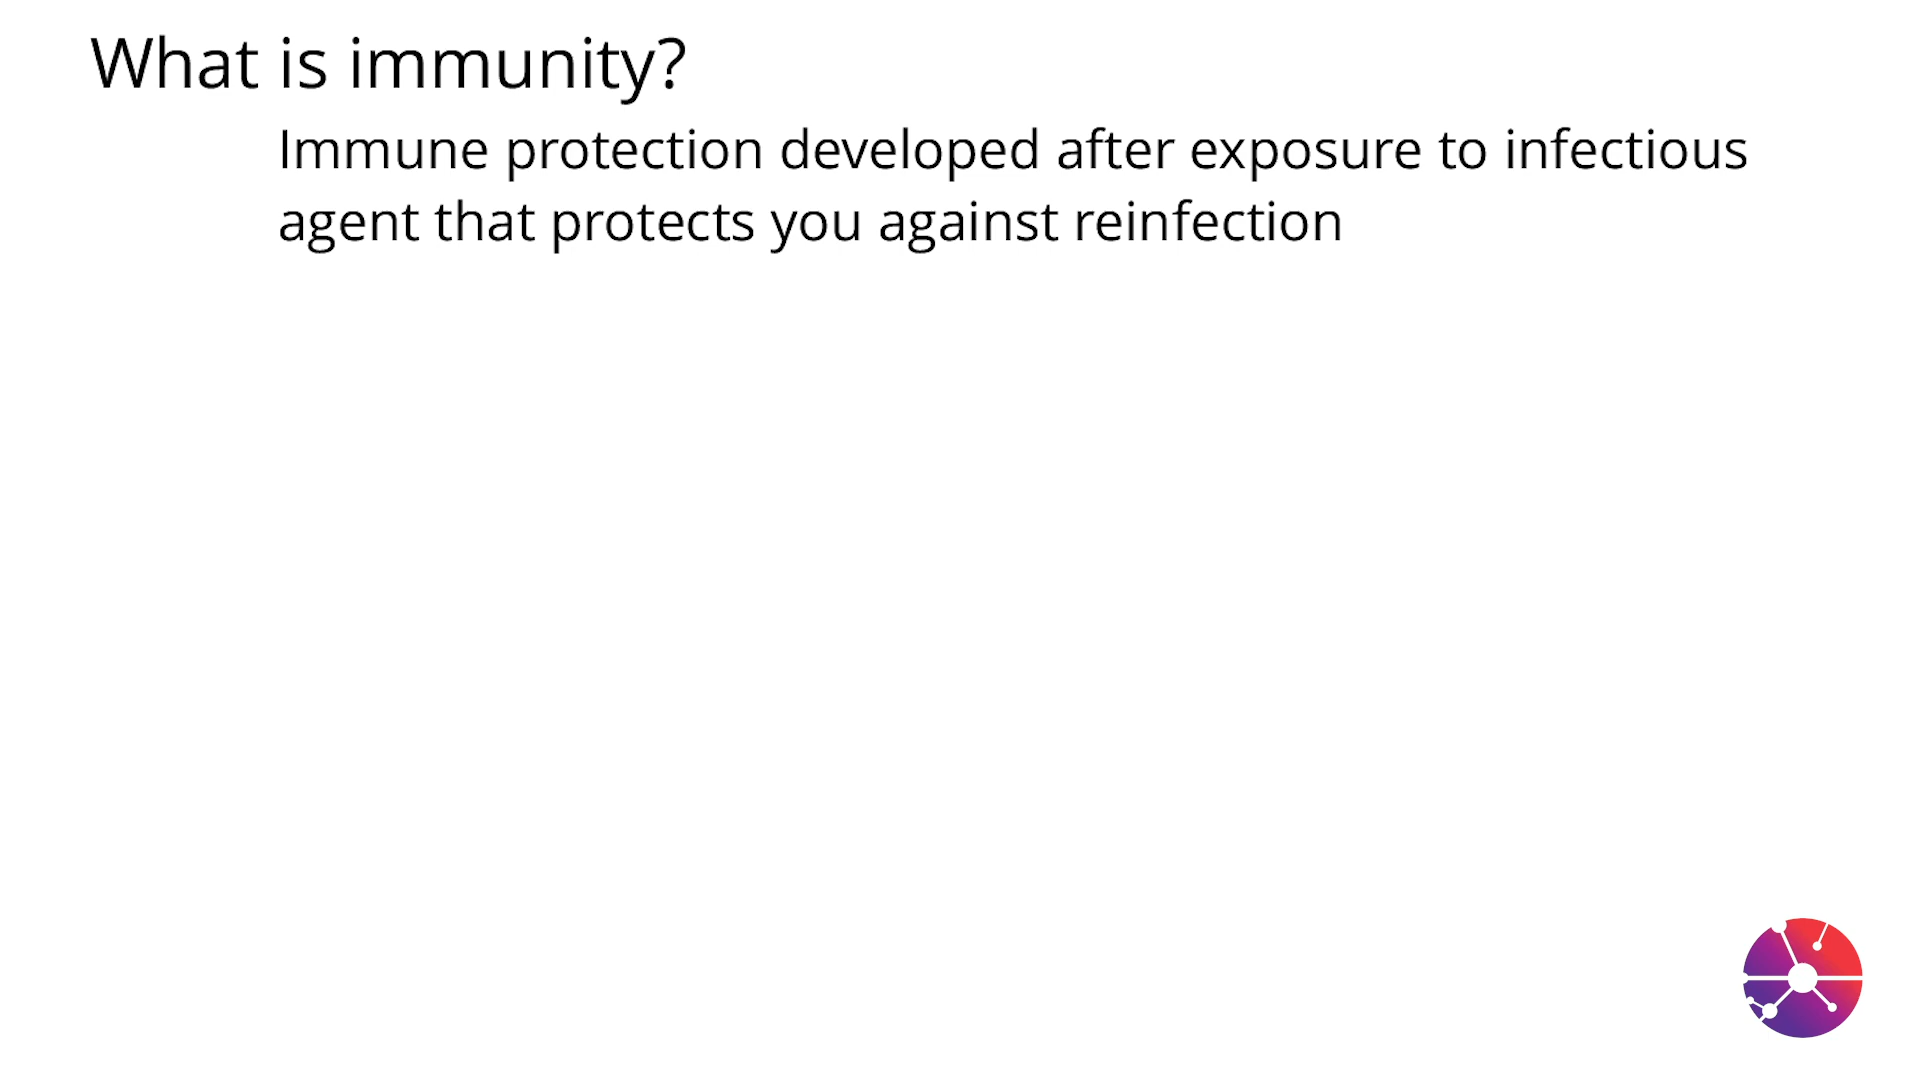 What is immunity?
Immune protection developed after exposure to infectious
agent that protects you against reinfection